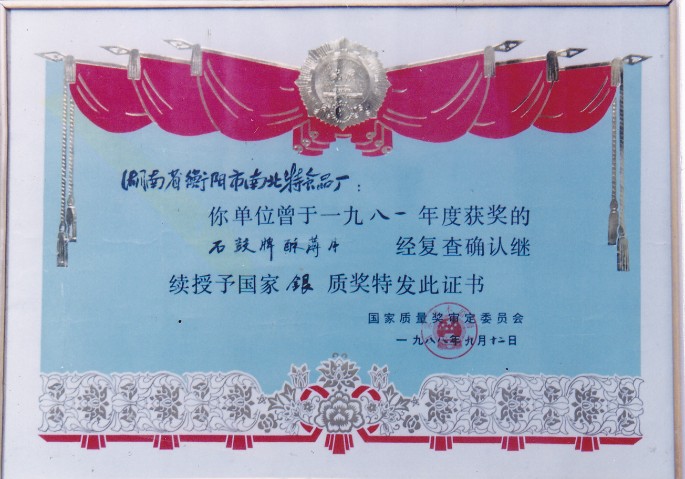 湖南省衡阳市南北特食品厂：
你单位曾于一九八一年度获奖的
石鼓牌酥薄月 经复查确认继
续授予国家银质奖特发此证书
国家质量奖审定委员会
一九八八年九月十二日